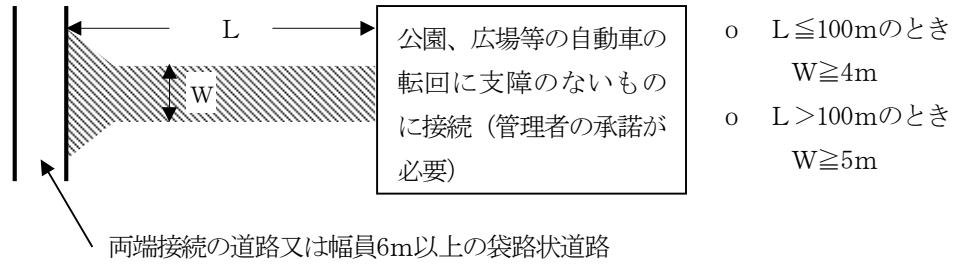 L
W
公園、広場等の自動車の
転回に支障のないもの
に接続（管理者の承諾が
必要）
o L≦100mのとき
W≧4m
o L＞100mのとき
W≧5m
両端接続の道路又は幅員6m以上の袋路状道路